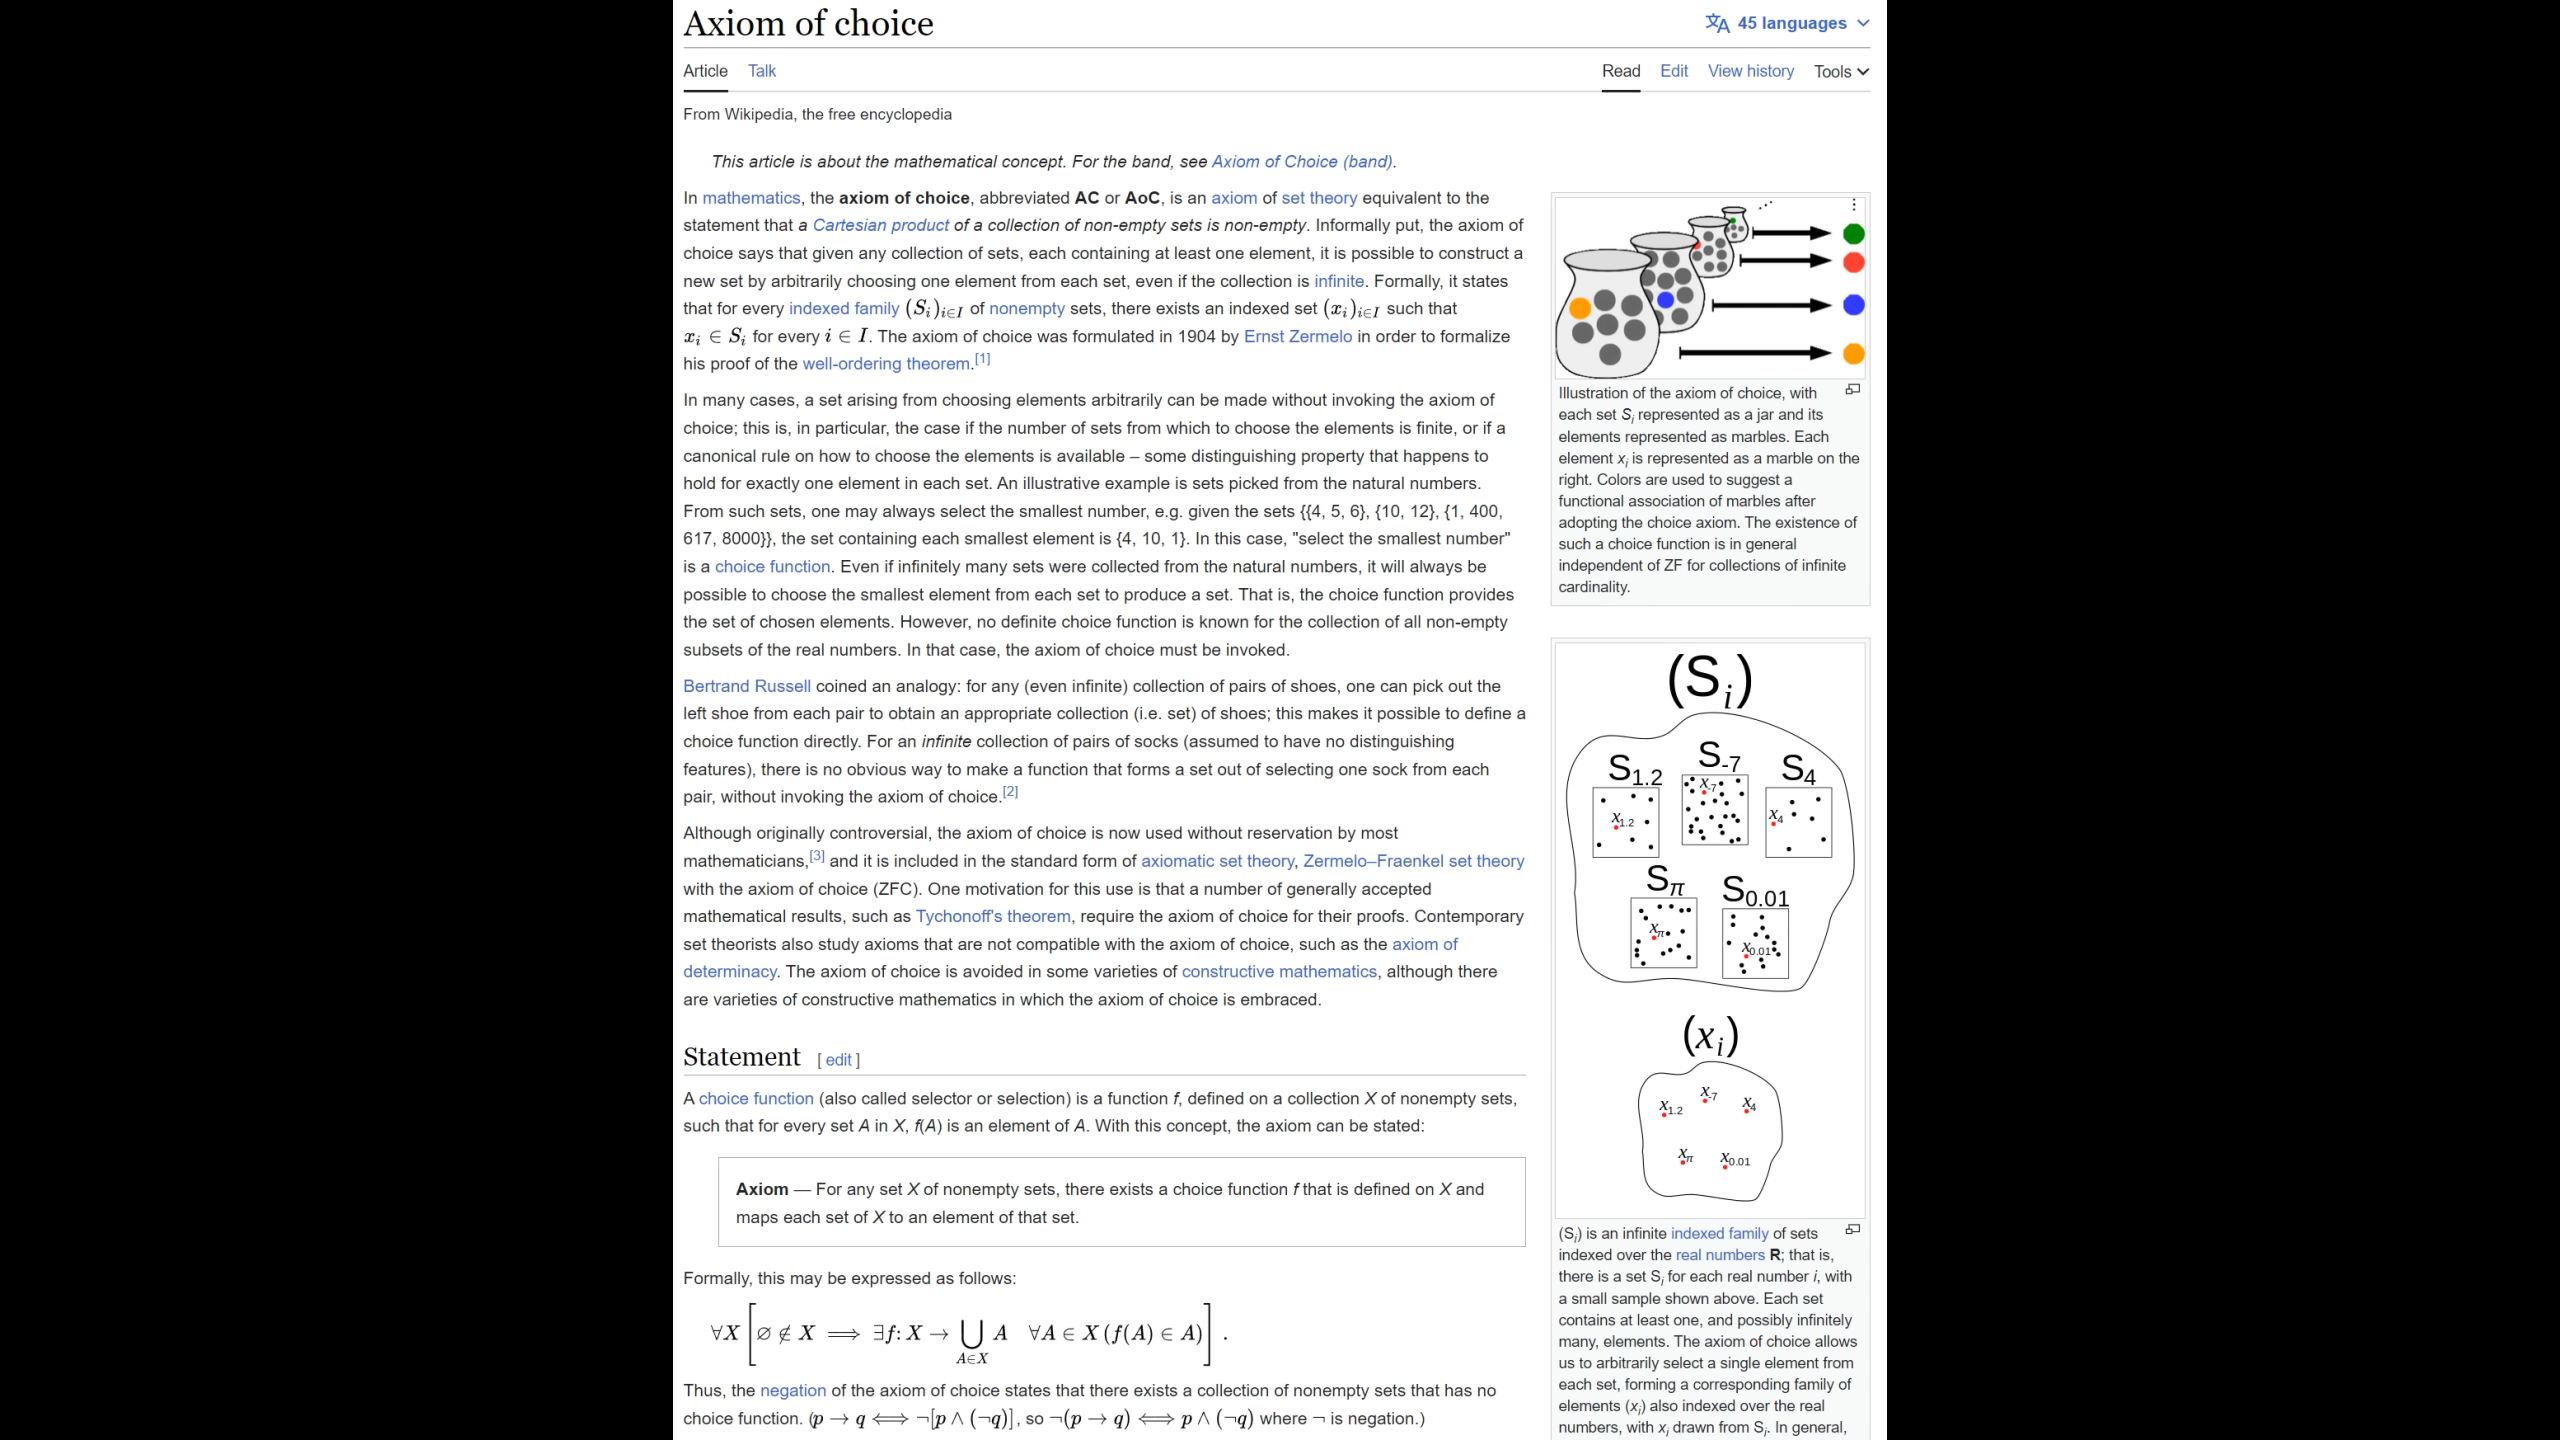 Axiom of choice
45 languages
Article Talk
Read Edit View history Tools
From Wikipedia, the free encyclopedia
This article is about the mathematical concept. For the band, see Axiom of Choice (band).
In mathematics, the axiom of choice, abbreviated AC or AoC, is an axiom of set theory equivalent to the
statement that a Cartesian product of a collection of non-empty sets is non-empty. Informally put, the axiom of
choice says that given any collection of sets, each containing at least one element, it is possible to construct a
new set by arbitrarily choosing one element from each set, even if the collection is infinite. Formally, it states
that for every indexed family (Sᵢ)ᵢ∈I of nonempty sets, there exists an indexed set (xᵢ)ᵢ∈I such that
xᵢ ∈ Sᵢ for every i ∈ I. The axiom of choice was formulated in 1904 by Ernst Zermelo in order to formalize
his proof of the well-ordering theorem.[1]
In many cases, a set arising from choosing elements arbitrarily can be made without invoking the axiom of
choice; this is, in particular, the case if the number of sets from which to choose the elements is finite, or if a
canonical rule on how to choose the elements is available – some distinguishing property that happens to
hold for exactly one element in each set. An illustrative example is sets picked from the natural numbers.
From such sets, one may always select the smallest number, e.g. given the sets {{4, 5, 6}, {10, 12}, {1, 400,
617, 8000}}, the set containing each smallest element is {4, 10, 1}. In this case, "select the smallest number"
is a choice function. Even if infinitely many sets were collected from the natural numbers, it will always be
possible to choose the smallest element from each set to produce a set. That is, the choice function provides
the set of chosen elements. However, no definite choice function is known for the collection of all non-empty
subsets of the real numbers. In that case, the axiom of choice must be invoked.
Bertrand Russell coined an analogy: for any (even infinite) collection of pairs of shoes, one can pick out the
left shoe from each pair to obtain an appropriate collection (i.e. set) of shoes; this makes it possible to define a
choice function directly. For an infinite collection of pairs of socks (assumed to have no distinguishing
features), there is no obvious way to make a function that forms a set out of selecting one sock from each
pair, without invoking the axiom of choice.[2]
Although originally controversial, the axiom of choice is now used without reservation by most
mathematicians,[3] and it is included in the standard form of axiomatic set theory, Zermelo–Fraenkel set theory
with the axiom of choice (ZFC). One motivation for this use is that a number of generally accepted
mathematical results, such as Tychonoff's theorem, require the axiom of choice for their proofs. Contemporary
set theorists also study axioms that are not compatible with the axiom of choice, such as the axiom of
determinacy. The axiom of choice is avoided in some varieties of constructive mathematics, although there
are varieties of constructive mathematics in which the axiom of choice is embraced.
Statement [ edit ]
A choice function (also called selector or selection) is a function f, defined on a collection X of nonempty sets,
such that for every set A in X, f(A) is an element of A. With this concept, the axiom can be stated:
Axiom — For any set X of nonempty sets, there exists a choice function f that is defined on X and
maps each set of X to an element of that set.
Formally, this may be expressed as follows:
∀X [∅ ∉ X ⟹ ∃f: X → ⋃ A ∀A ∈ X (f(A) ∈ A)] .
A∈X
Thus, the negation of the axiom of choice states that there exists a collection of nonempty sets that has no
choice function. (p → q ⟺ ¬[p ∧ (¬q)], so ¬(p → q) ⟺ p ∧ (¬q) where ¬ is negation.)
Illustration of the axiom of choice, with
each set Sᵢ represented as a jar and its
elements represented as marbles. Each
element xᵢ is represented as a marble on the
right. Colors are used to suggest a
functional association of marbles after
adopting the choice axiom. The existence of
such a choice function is in general
independent of ZF for collections of infinite
cardinality.
(Sᵢ)
S1.2 S-7 S4
x1.2 x-7 x4
Sπ S0.01
xπ x0.01
(xᵢ)
x1.2 x-7 x4
xπ x0.01
(Sᵢ) is an infinite indexed family of sets
indexed over the real numbers R; that is,
there is a set Sᵢ for each real number i, with
a small sample shown above. Each set
contains at least one, and possibly infinitely
many, elements. The axiom of choice allows
us to arbitrarily select a single element from
each set, forming a corresponding family of
elements (xᵢ) also indexed over the real
numbers, with xᵢ drawn from Sᵢ. In general,